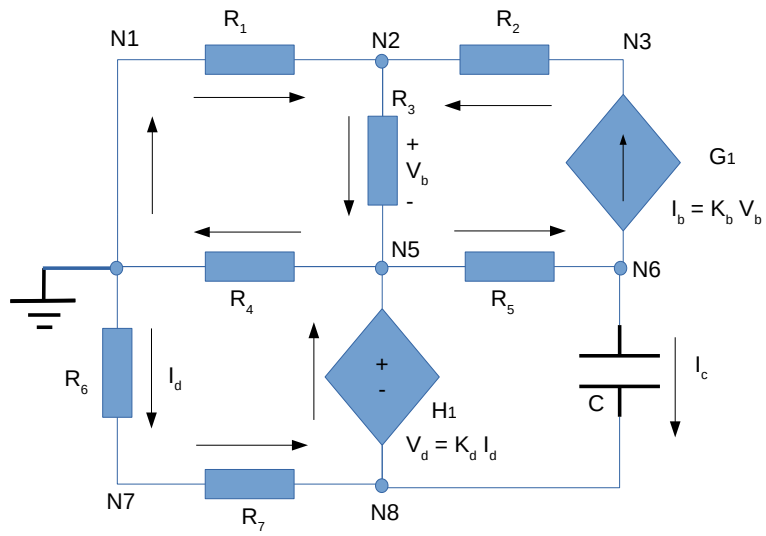 N1
R1
N2
R2
N3
R3
+
Vb
-
G1
Ib = Kb Vb
N5
N6
R4
R5
R6
Id
+
-
H1
Vd = Kd Id
C
Ic
N7
R7
N8